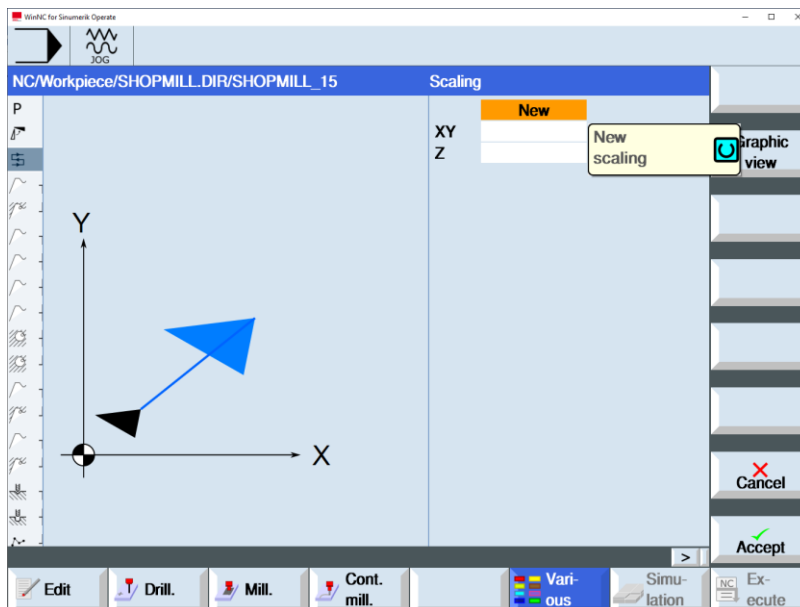 WinNC for Sinumerik Operate
JOG
NC/Workpiece/SHOPMILL.DIR/SHOPMILL_15
Scaling
P
New
XY
Z
New
scaling
Graphic
view
Y
X
Cancel
Accept
>
Edit
Drill.
Mill.
Cont.
mill.
Vari-
ous
Simu-
lation
NC
Ex-
ecute